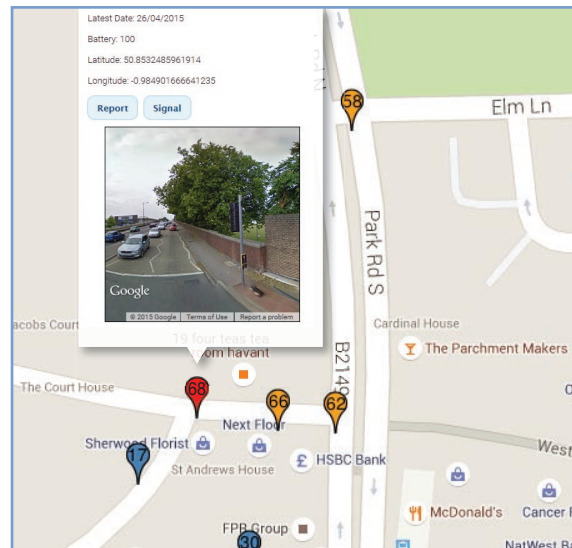 Latest Date: 26/04/2015
Battery: 100
Latitude: 50.8532485961914
Longitude: -0.984901666641235
Report Signal
58
Elm Ln
Park Rd S
Google
© 2015 Google Terms of Use Report a problem
19 four teas tea
room havant
Cardinal House
The Parchment Makers
B2149
The Court House
68
66
62
Next Floor
Sherwood Florist
17
St Andrews House
HSBC Bank
West
McDonald's
Cancer
FPB Group
30
NatWest